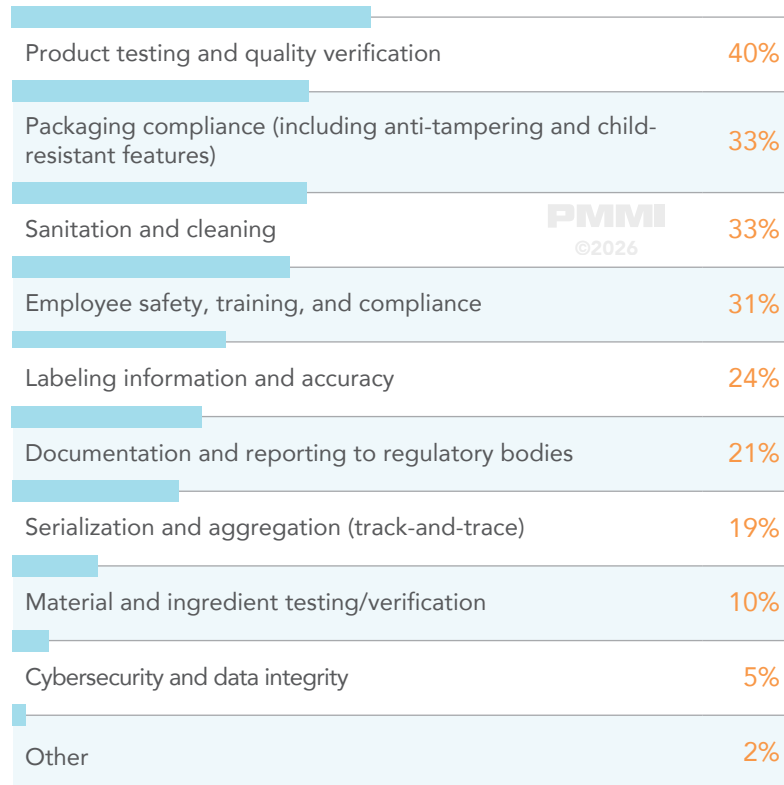 Product testing and quality verification 40%
Packaging compliance (including anti-tampering and child-
resistant features) 33%
PMMI
©2026
Sanitation and cleaning 33%
Employee safety, training, and compliance 31%
Labeling information and accuracy 24%
Documentation and reporting to regulatory bodies 21%
Serialization and aggregation (track-and-trace) 19%
Material and ingredient testing/verification 10%
Cybersecurity and data integrity 5%
Other 2%